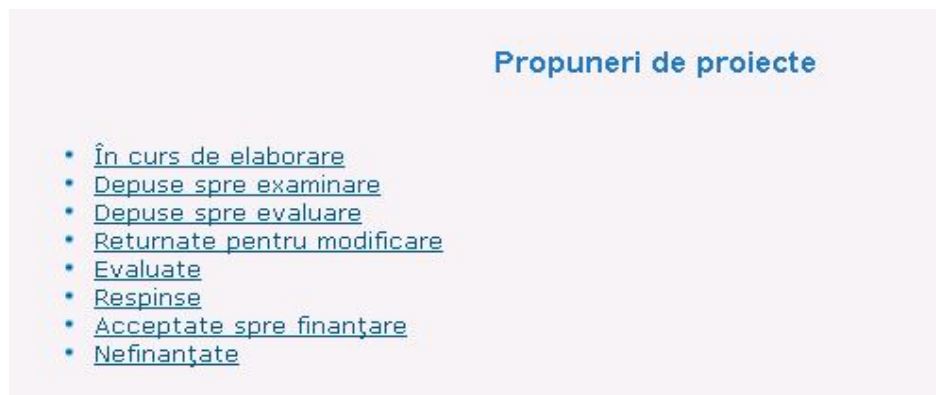 Propuneri de proiecte
În curs de elaborare
Depuse spre examinare
Depuse spre evaluare
Returnate pentru modificare
Evaluate
Respinse
Acceptate spre finanţare
Nefinanţate